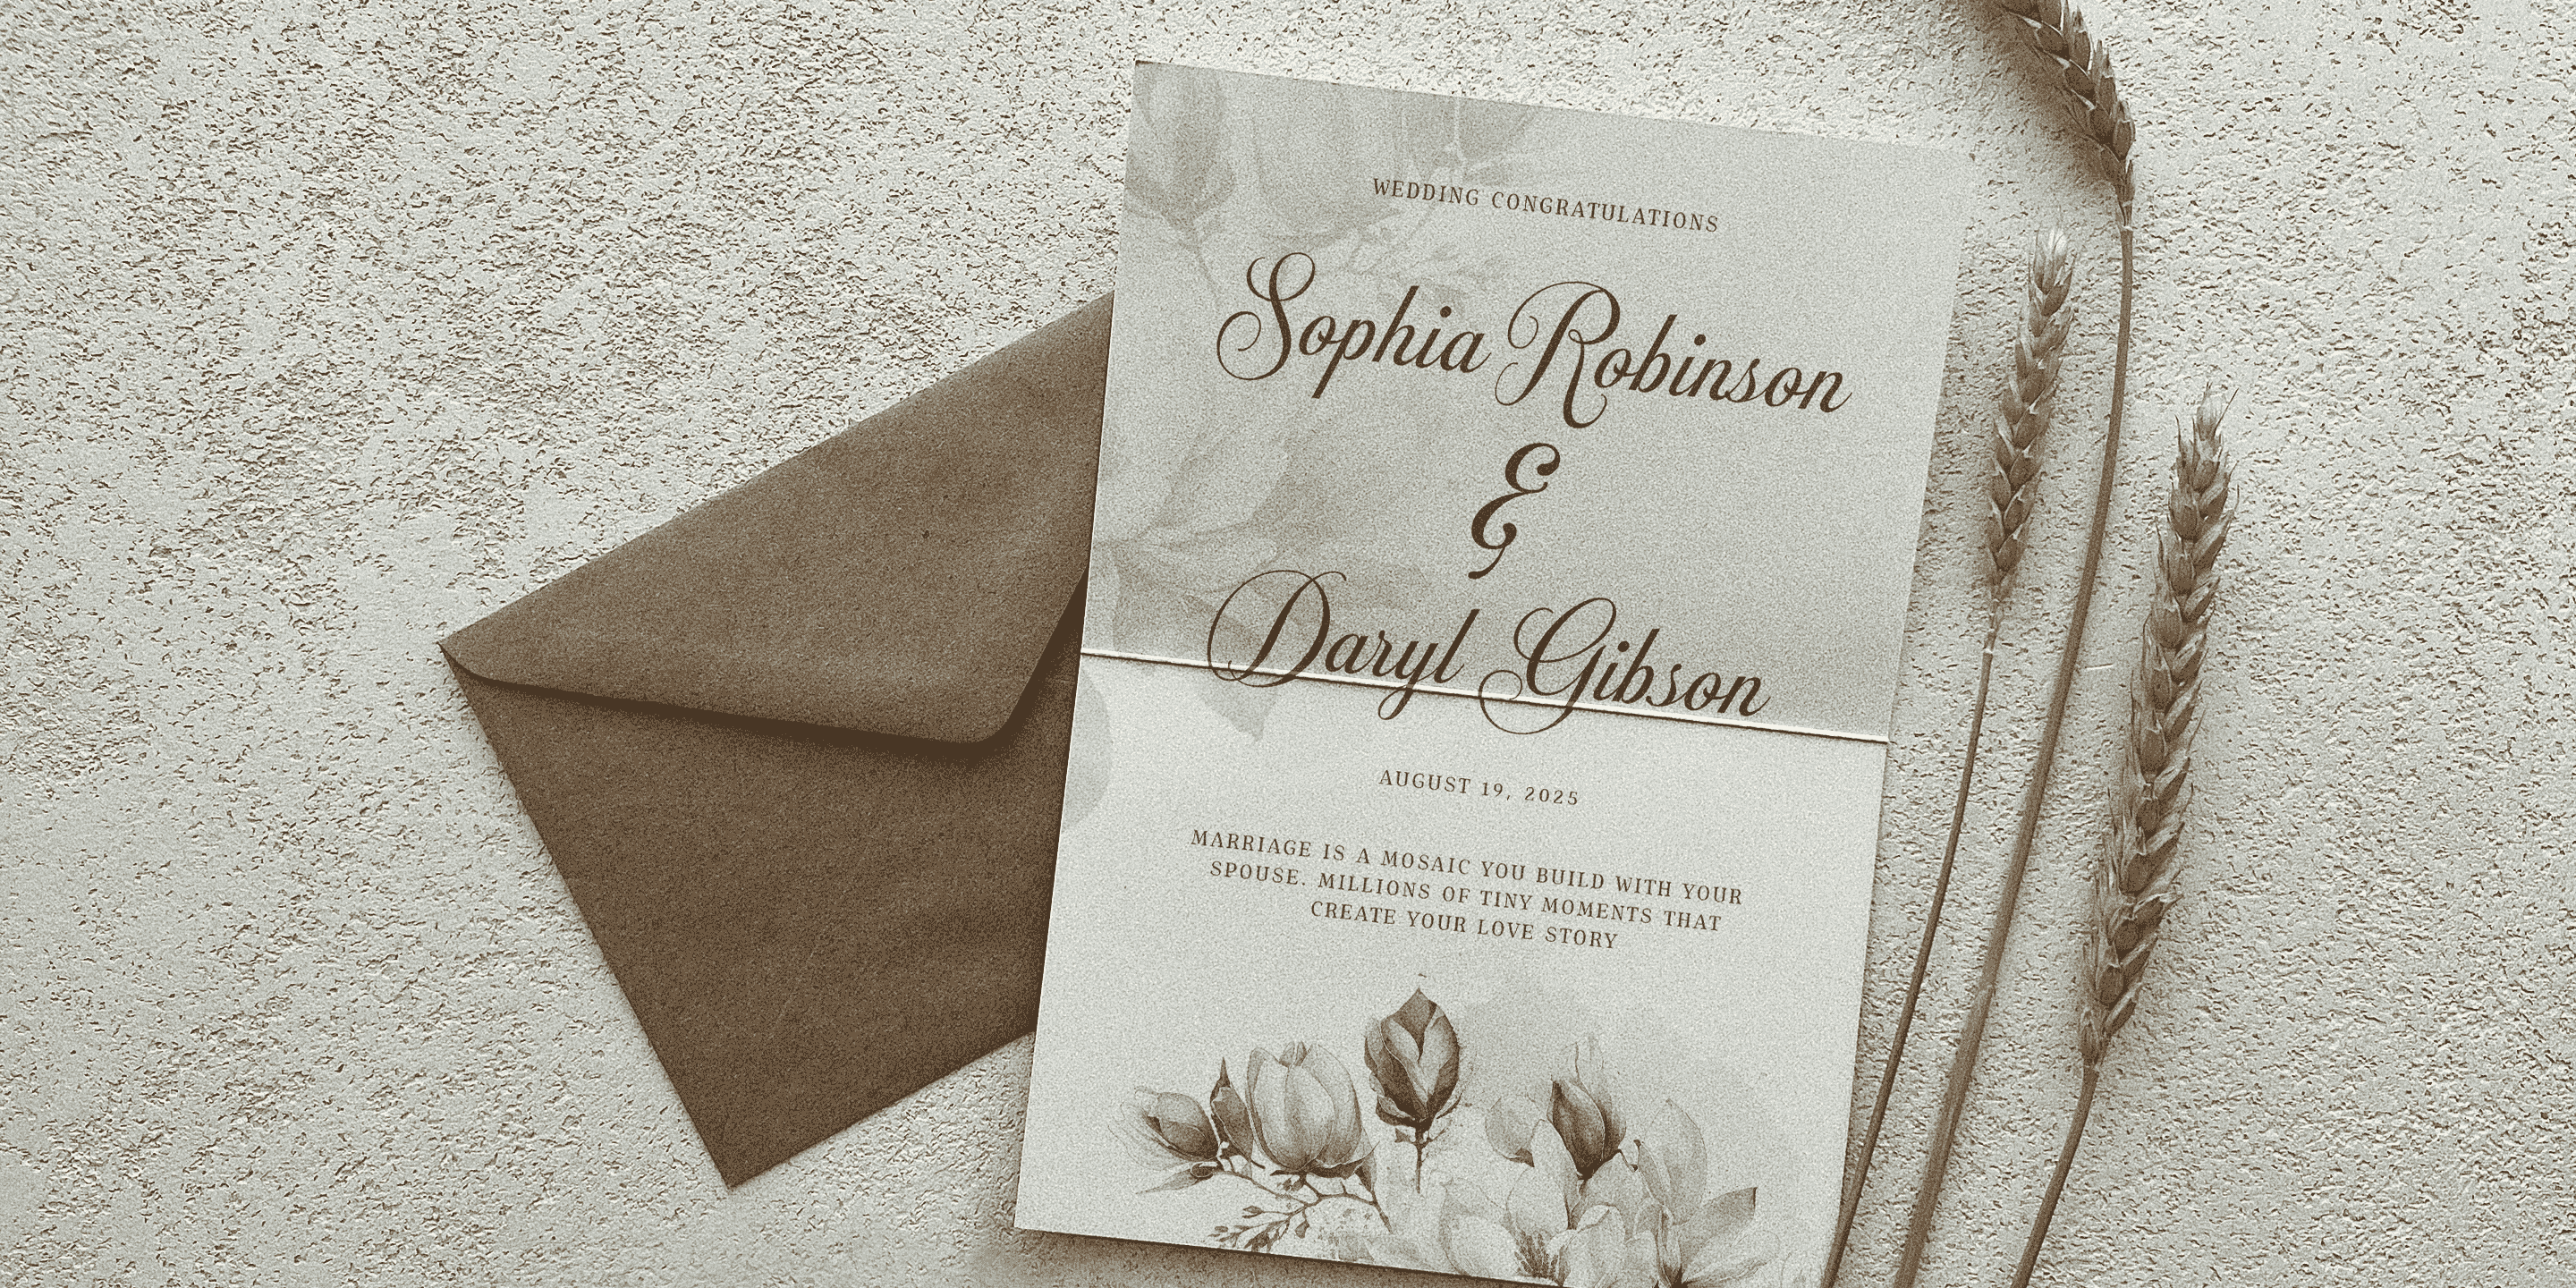 WEDDING CONGRATULATIONS
Sophia Robinson
&
Daryl Gibson
AUGUST 19, 2025
MARRIAGE IS A MOSAIC YOU BUILD WITH YOUR
SPOUSE. MILLIONS OF TINY MOMENTS THAT
CREATE YOUR LOVE STORY